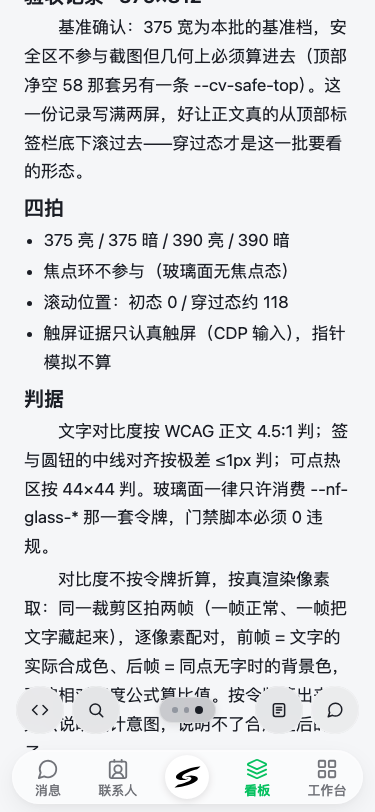 基准确认：375 宽为本批的基准档，安
全区不参与截图但几何上必须算进去（顶部
净空 58 那套另有一条 --cv-safe-top）。这
一份记录写满两屏，好让正文真的从顶部标
签栏底下滚过去——穿过态才是这一批要看
的形态。
四拍
• 375 亮 / 375 暗 / 390 亮 / 390 暗
• 焦点环不参与（玻璃面无焦点态）
• 滚动位置：初态 0 / 穿过态约 118
• 触屏证据只认真触屏（CDP 输入），指针
模拟不算
判据
文字对比度按 WCAG 正文 4.5:1 判；签
与圆钮的中线对齐按极差 ≤1px 判；可点热
区按 44×44 判。玻璃面一律只许消费 --nf-
glass-* 那一套令牌，门禁脚本必须 0 违
规。
对比度不按令牌折算，按真渲染像素
取：同一裁剪区拍两帧（一帧正常、一帧把
文字藏起来），逐像素配对，前帧 = 文字的
实际合成色、后帧 = 同点无字时的背景色，
度公式算比值。按令
说明不了合
消息
联系人
看板
工作台